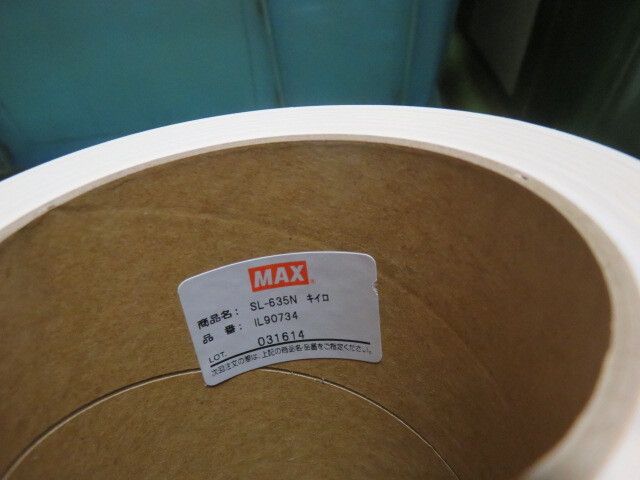 MAX
商品名: SL-635N キイロ
品 番: IL90734
LOT. 031614
次回注文の際は、上記の商品名・品番をご指定ください。